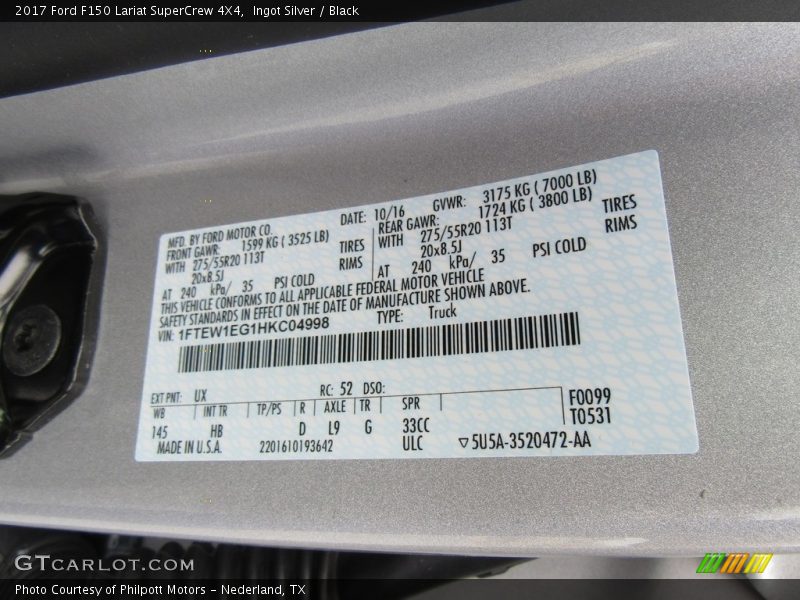 2017 Ford F150 Lariat SuperCrew 4X4,  Ingot Silver / Black
MFD. BY FORD MOTOR CO. DATE: 10/16 GVWR: 3175 KG ( 7000 LB)
FRONT GAWR: 1599 KG ( 3525 LB) REAR GAWR: 1724 KG ( 3800 LB)
WITH 275/55R20 113T TIRES WITH 275/55R20 113T TIRES
20x8.5J RIMS 20x8.5J RIMS
AT 240 kPa/ 35 PSI COLD AT 240 kPa/ 35 PSI COLD
THIS VEHICLE CONFORMS TO ALL APPLICABLE FEDERAL MOTOR VEHICLE
SAFETY STANDARDS IN EFFECT ON THE DATE OF MANUFACTURE SHOWN ABOVE.
VIN: 1FTEW1EG1HKC04998 TYPE: Truck
EXT PNT: UX RC: 52 DSO: F0099
WB INT TR TP/PS R AXLE TR SPR T0531
145 HB D L9 G 33CC
MADE IN U.S.A. 2201610193642 ULC ▽5U5A-3520472-AA
GTCARLOT.COM
Photo Courtesy of Philpott Motors - Nederland, TX